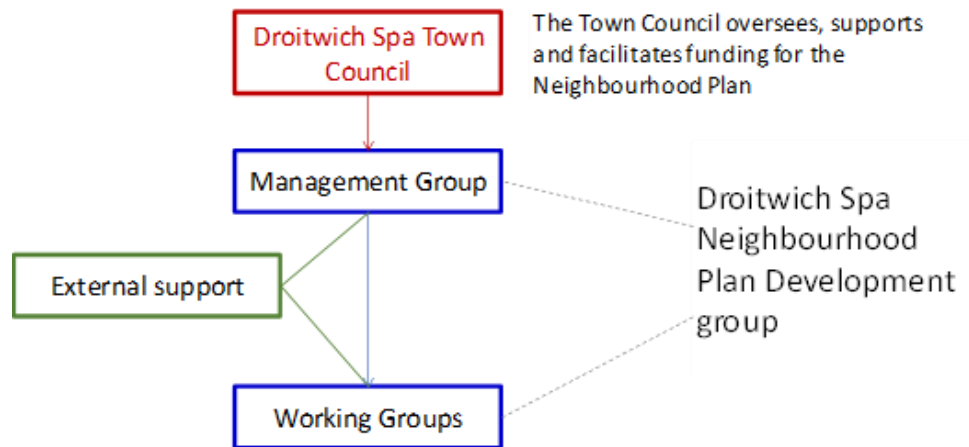 Droitwich Spa Town
Council
The Town Council oversees, supports
and facilitates funding for the
Neighbourhood Plan
Management Group
Droitwich Spa
Neighbourhood
Plan Development
group
External support
Working Groups